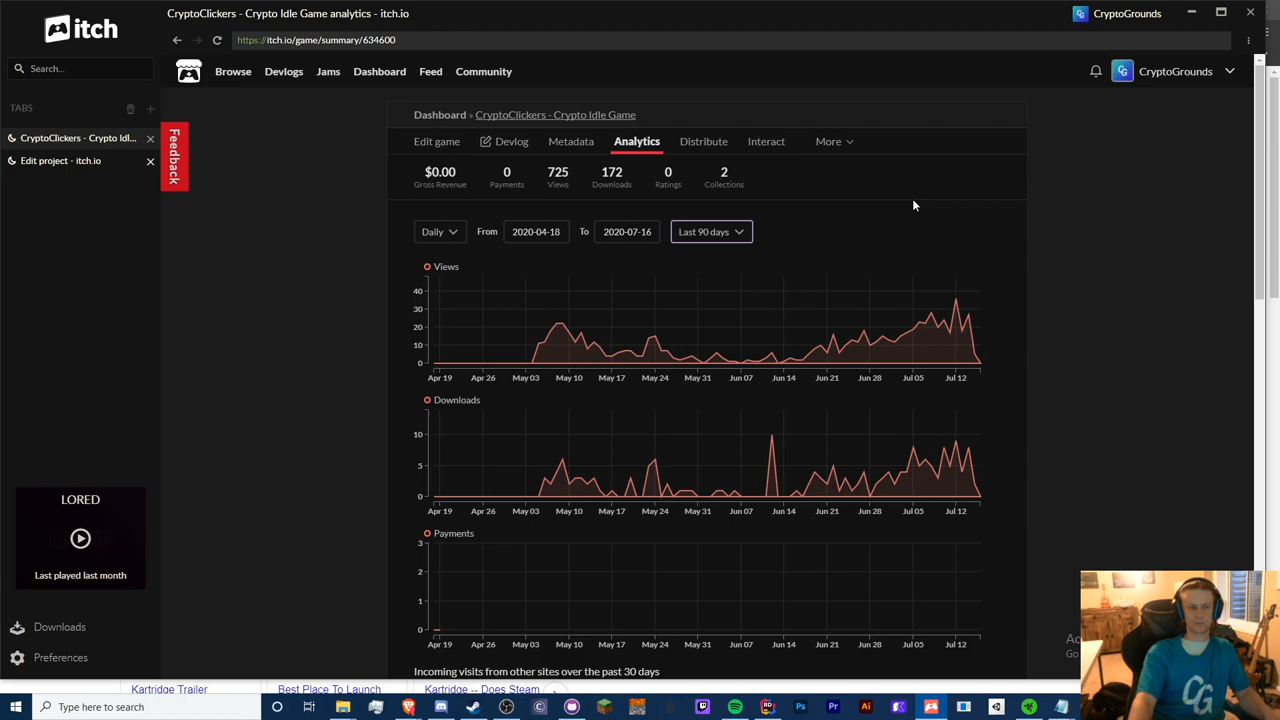 CryptoClickers - Crypto Idle Game analytics - itch.io
CG CryptoGrounds
itch
https://itch.io/game/summary/634600
Search...
Browse Devlogs Jams Dashboard Feed Community
CG CryptoGrounds
TABS
CryptoClickers - Crypto Idl...
Edit project - itch.io
Feedback
Dashboard » CryptoClickers - Crypto Idle Game
Edit game Devlog Metadata Analytics Distribute Interact More
$0.00 0 725 172 0 2
Gross Revenue Payments Views Downloads Ratings Collections
Daily From 2020-04-18 To 2020-07-16 Last 90 days
Views
40
30
20
10
0
Apr 19 Apr 26 May 03 May 10 May 17 May 24 May 31 Jun 07 Jun 14 Jun 21 Jun 28 Jul 05 Jul 12
Downloads
10
5
0
Apr 19 Apr 26 May 03 May 10 May 17 May 24 May 31 Jun 07 Jun 14 Jun 21 Jun 28 Jul 05 Jul 12
Payments
3
2
1
0
Apr 19 Apr 26 May 03 May 10 May 17 May 24 May 31 Jun 07 Jun 14 Jun 21 Jun 28 Jul 05 Jul 12
Incoming visits from other sites over the past 30 days
LORED
Last played last month
Downloads
Preferences
Kartridge Trailer
Best Place To Launch
Kartridge -- Does Steam
Type here to search
CG